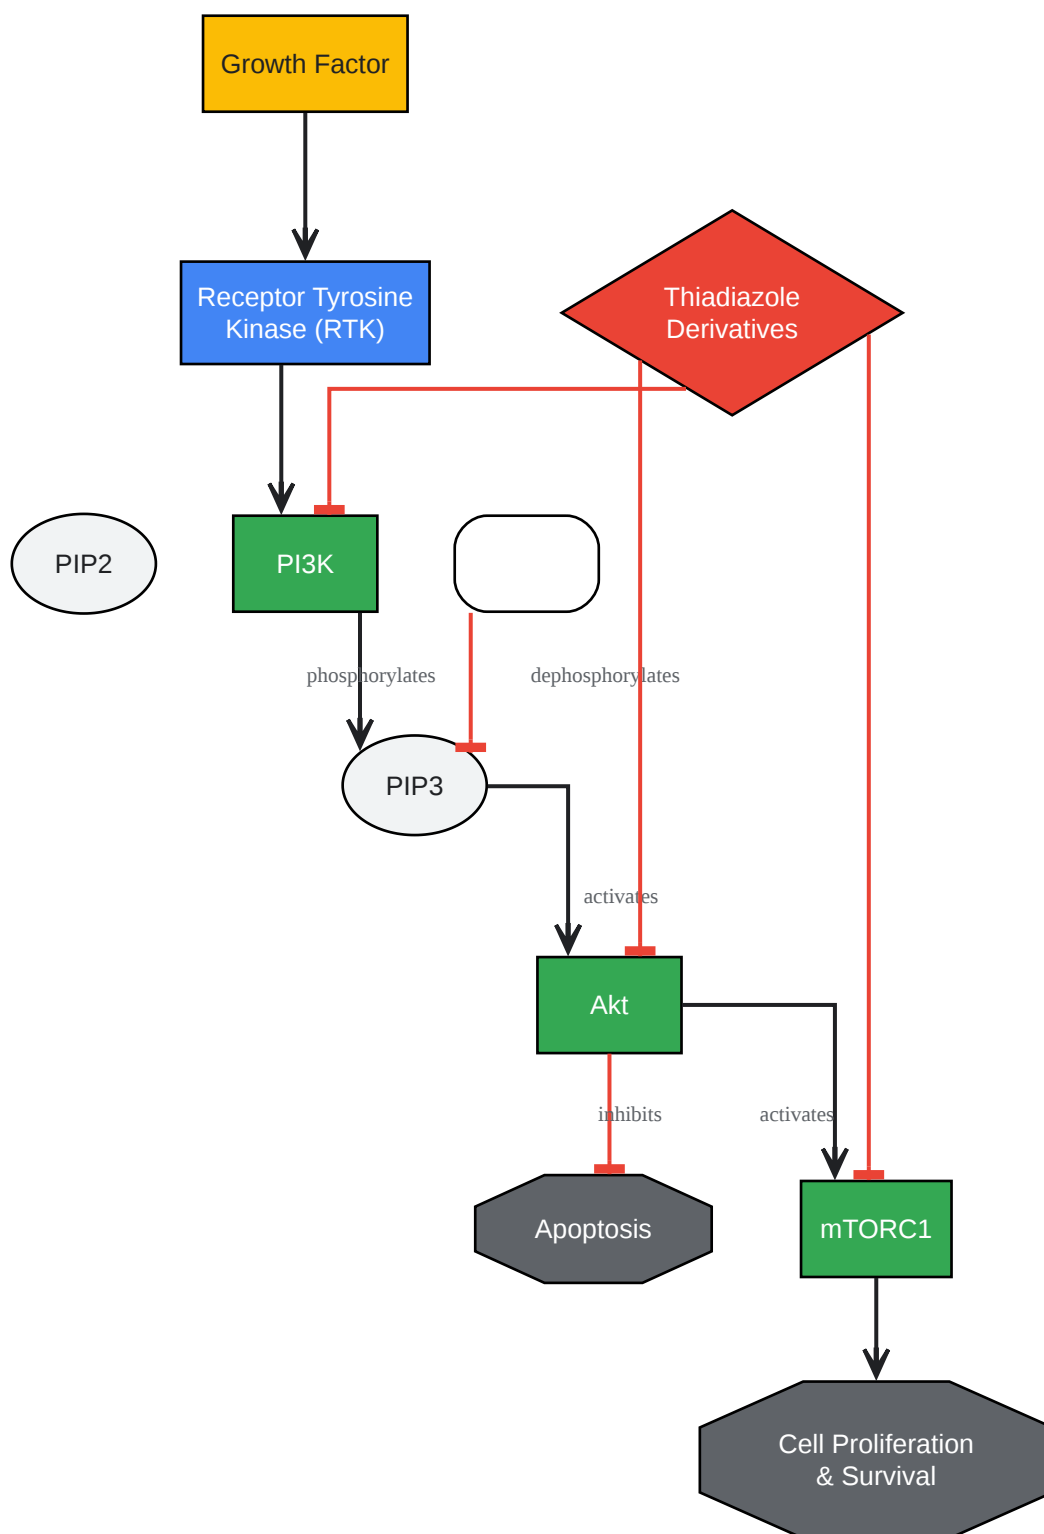 Growth Factor
Receptor Tyrosine
Kinase (RTK)
Thiadiazole
Derivatives
PIP2
PI3K
phosphorylates
dephosphorylates
PIP3
activates
Akt
inhibits
activates
Apoptosis
mTORC1
Cell Proliferation
& Survival